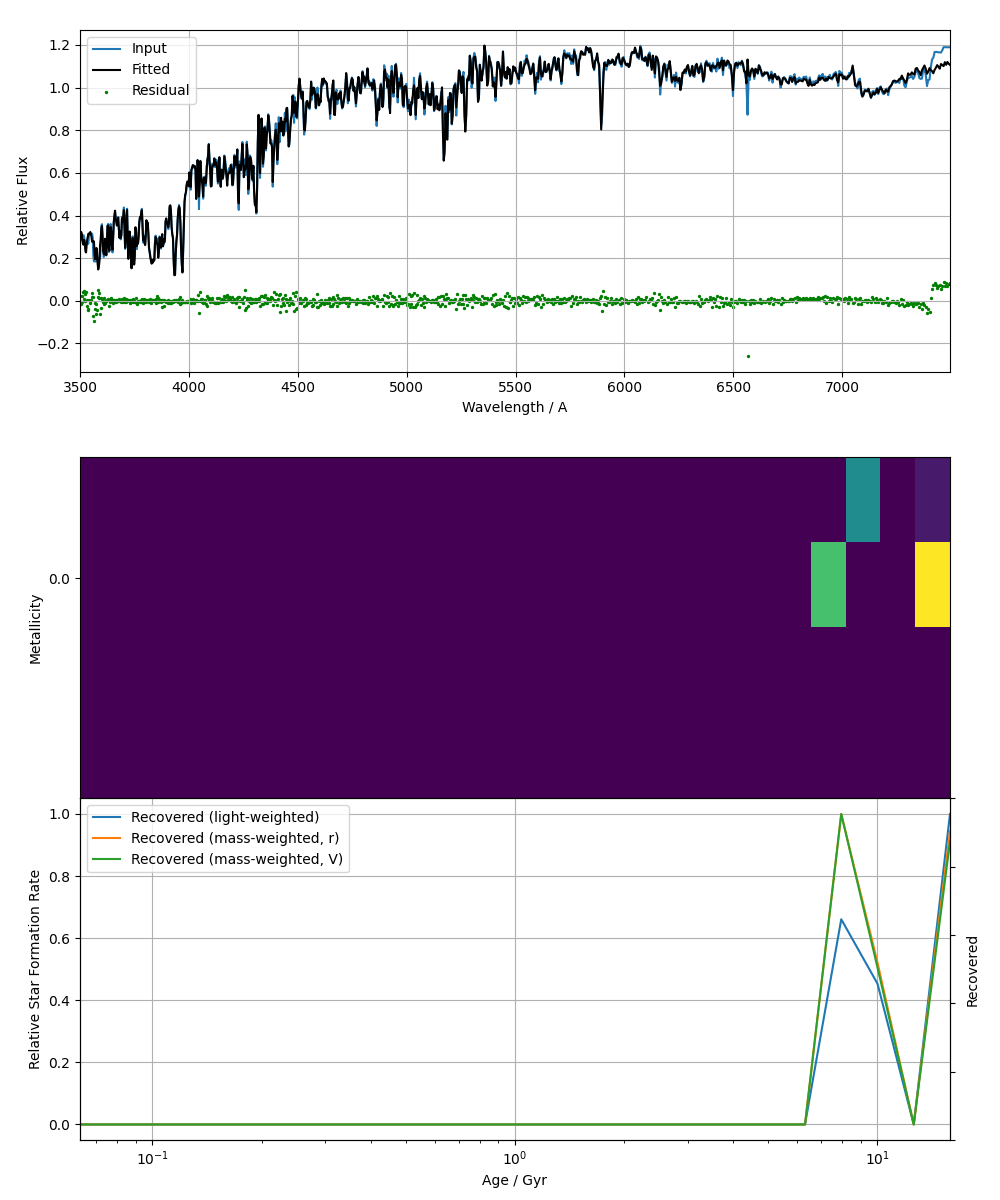 1.2
1.0
0.8
0.6
0.4
0.2
0.0
−0.2
Relative Flux
Input
Fitted
Residual
3500 4000 4500 5000 5500 6000 6500 7000
Wavelength / A
0.0
Metallicity
1.0
0.8
0.6
0.4
0.2
0.0
Relative Star Formation Rate
Recovered (light-weighted)
Recovered (mass-weighted, r)
Recovered (mass-weighted, V)
Recovered
10⁻¹ 10⁰ 10¹
Age / Gyr